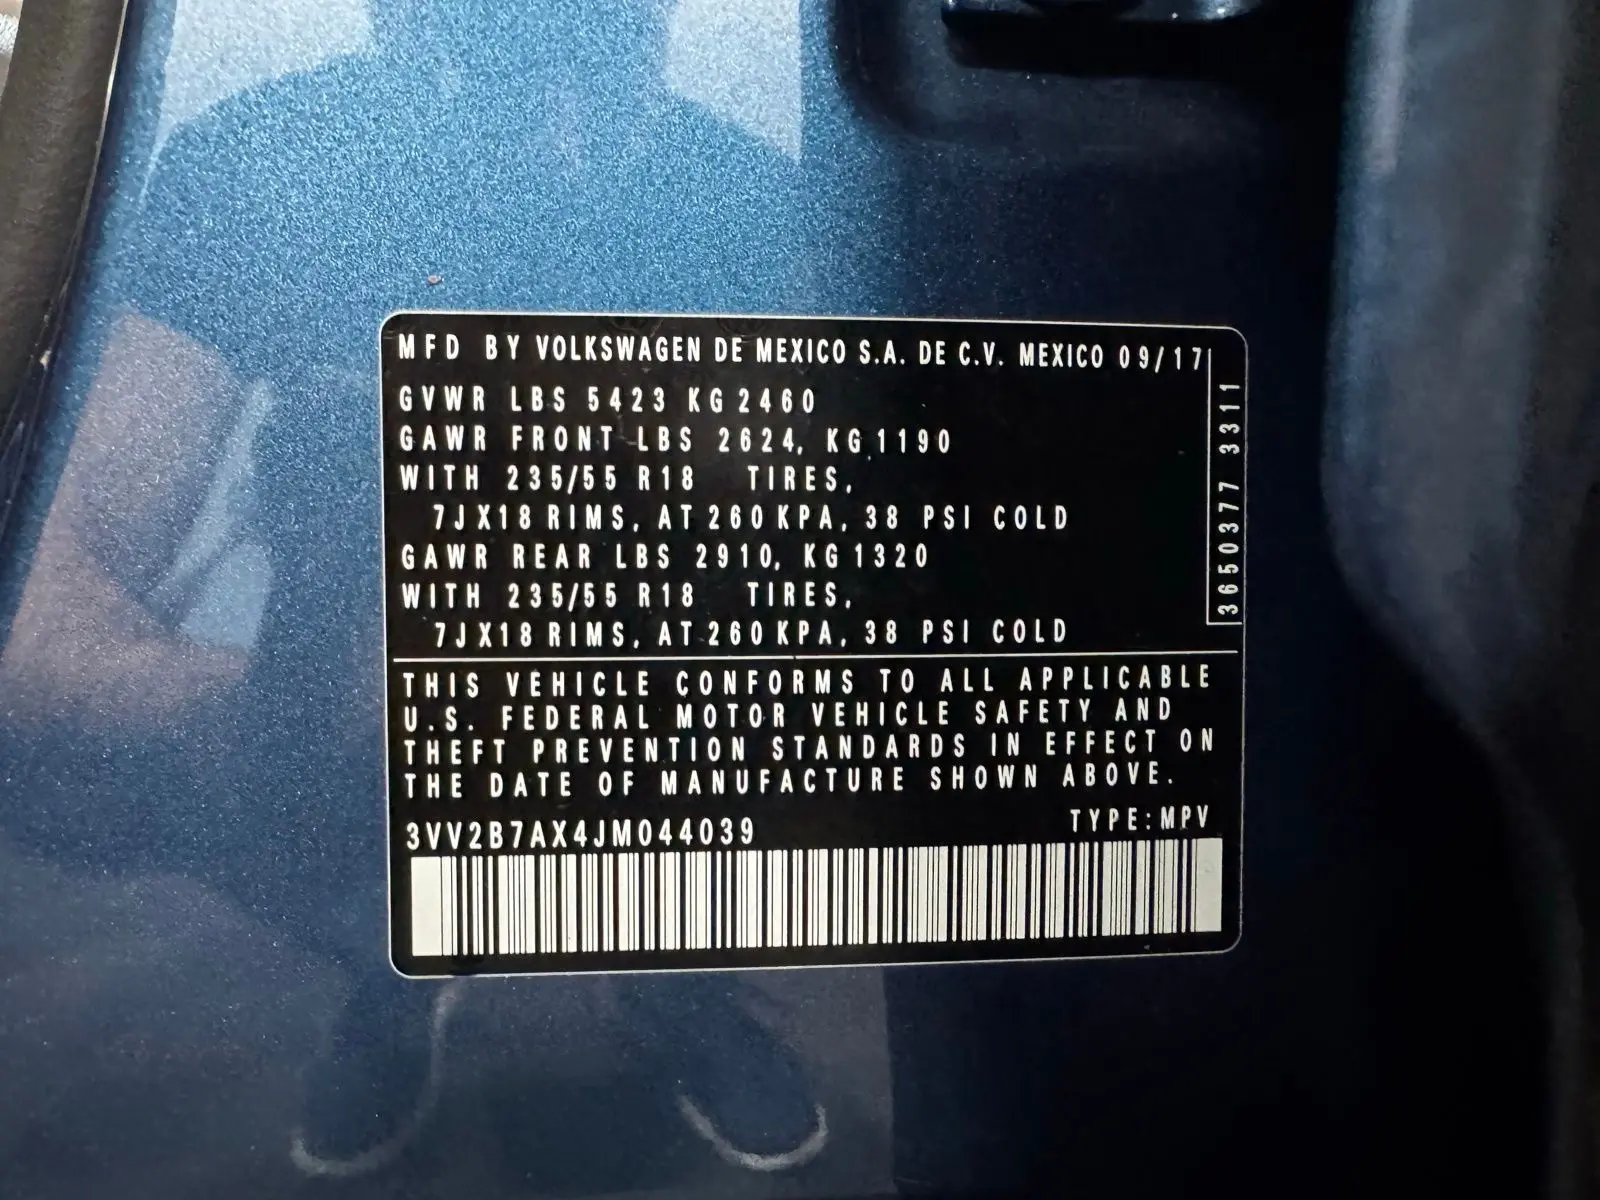 MFD BY VOLKSWAGEN DE MEXICO S.A. DE C.V. MEXICO 09/17
GVWR LBS 5423 KG 2460
GAWR FRONT LBS 2624, KG 1190
WITH 235/55 R18 TIRES,
7JX18 RIMS, AT 260 KPA, 38 PSI COLD
GAWR REAR LBS 2910, KG 1320
WITH 235/55 R18 TIRES,
7JX18 RIMS, AT 260 KPA, 38 PSI COLD
3650377 3311
THIS VEHICLE CONFORMS TO ALL APPLICABLE
U.S. FEDERAL MOTOR VEHICLE SAFETY AND
THEFT PREVENTION STANDARDS IN EFFECT ON
THE DATE OF MANUFACTURE SHOWN ABOVE.
3VV2B7AX4JM044039 TYPE:MPV